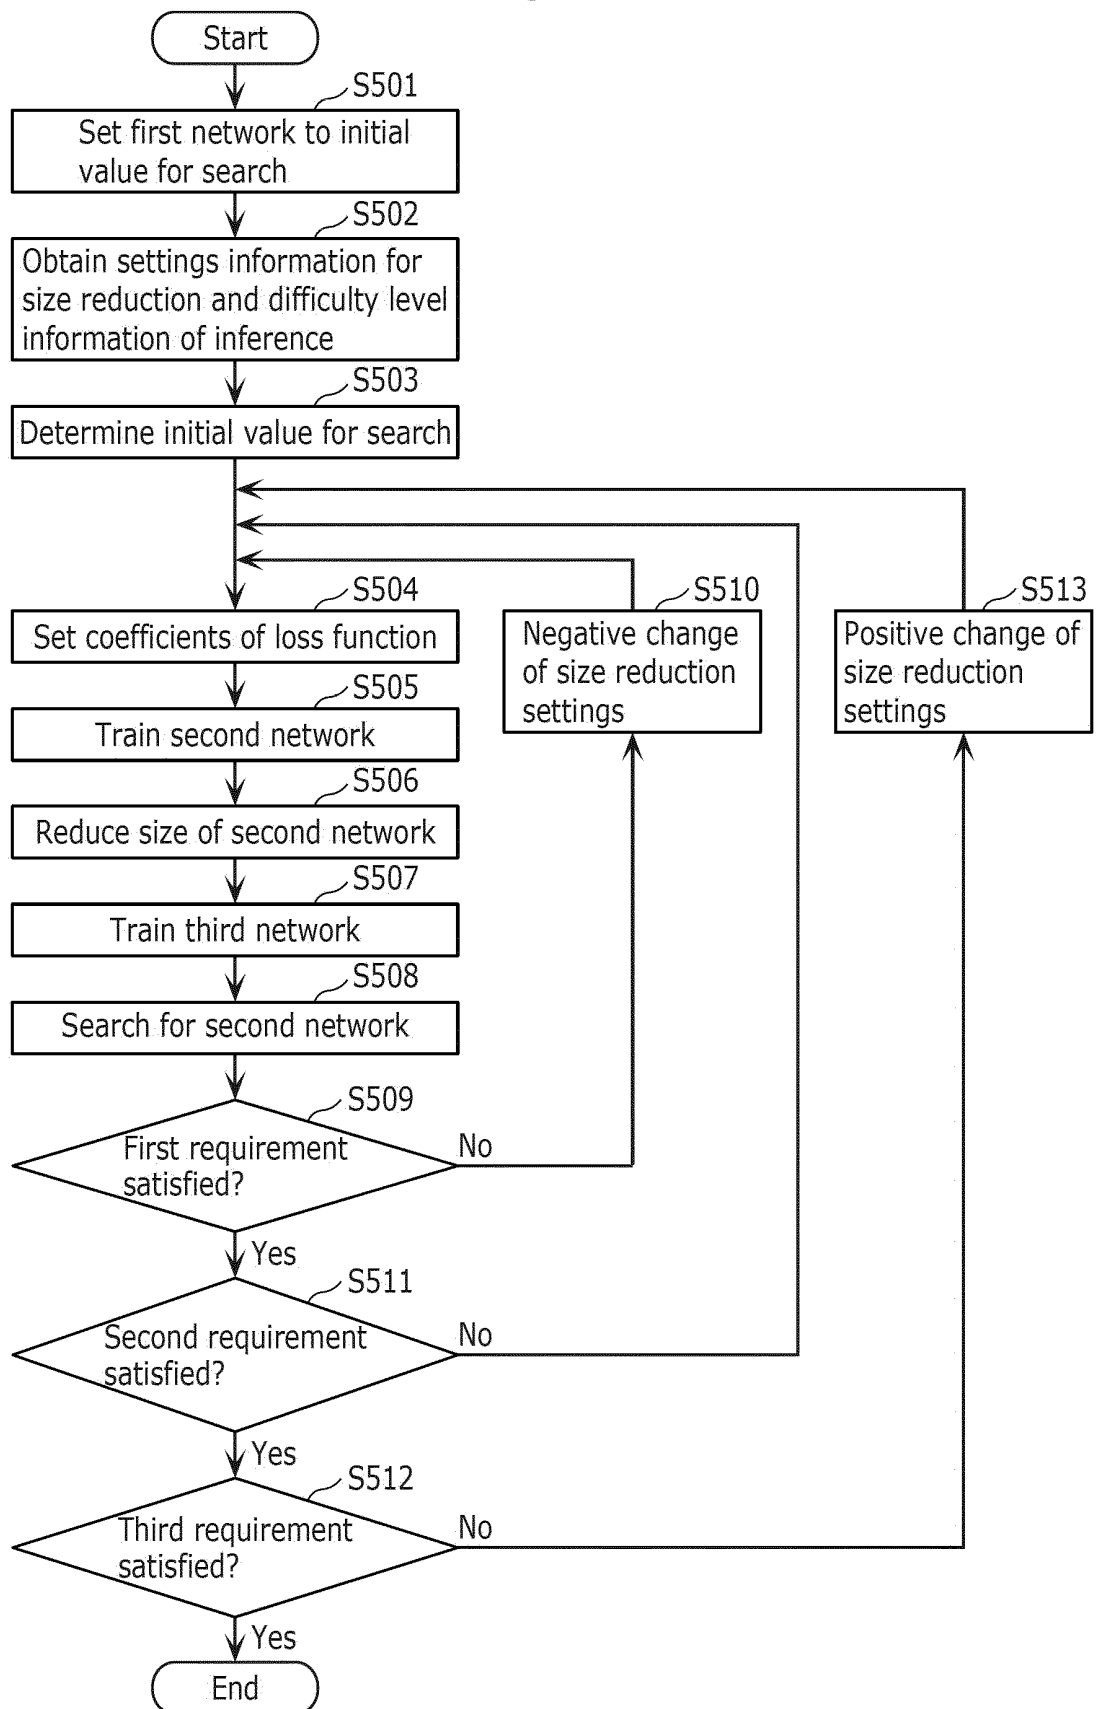 Start
S501
Set first network to initial
value for search
S502
Obtain settings information for
size reduction and difficulty level
information of inference
S503
Determine initial value for search
S504
Set coefficients of loss function
S510
Negative change
of size reduction
settings
S513
Positive change of
size reduction
settings
S505
Train second network
S506
Reduce size of second network
S507
Train third network
S508
Search for second network
S509
First requirement
satisfied?
No
Yes
S511
Second requirement
satisfied?
No
Yes
S512
Third requirement
satisfied?
No
Yes
End